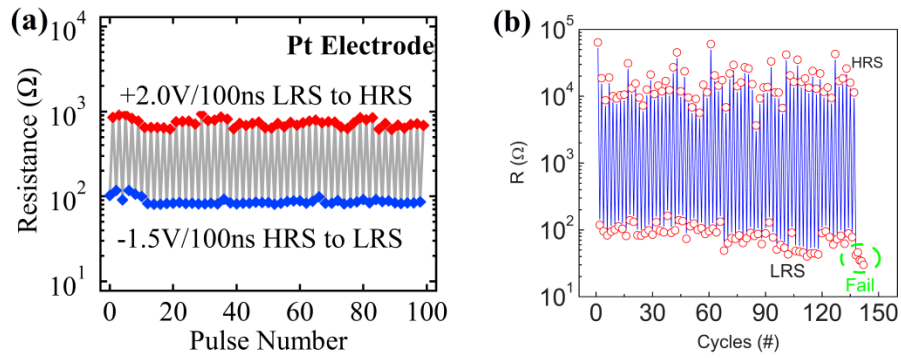 (a)
Resistance (Ω)
10⁴
10³
10²
10¹
Pt Electrode
+2.0V/100ns LRS to HRS
-1.5V/100ns HRS to LRS
0 20 40 60 80 100
Pulse Number
(b)
R (Ω)
10⁵
10⁴
10³
10²
10¹
HRS
LRS
Fail
0 30 60 90 120 150
Cycles (#)